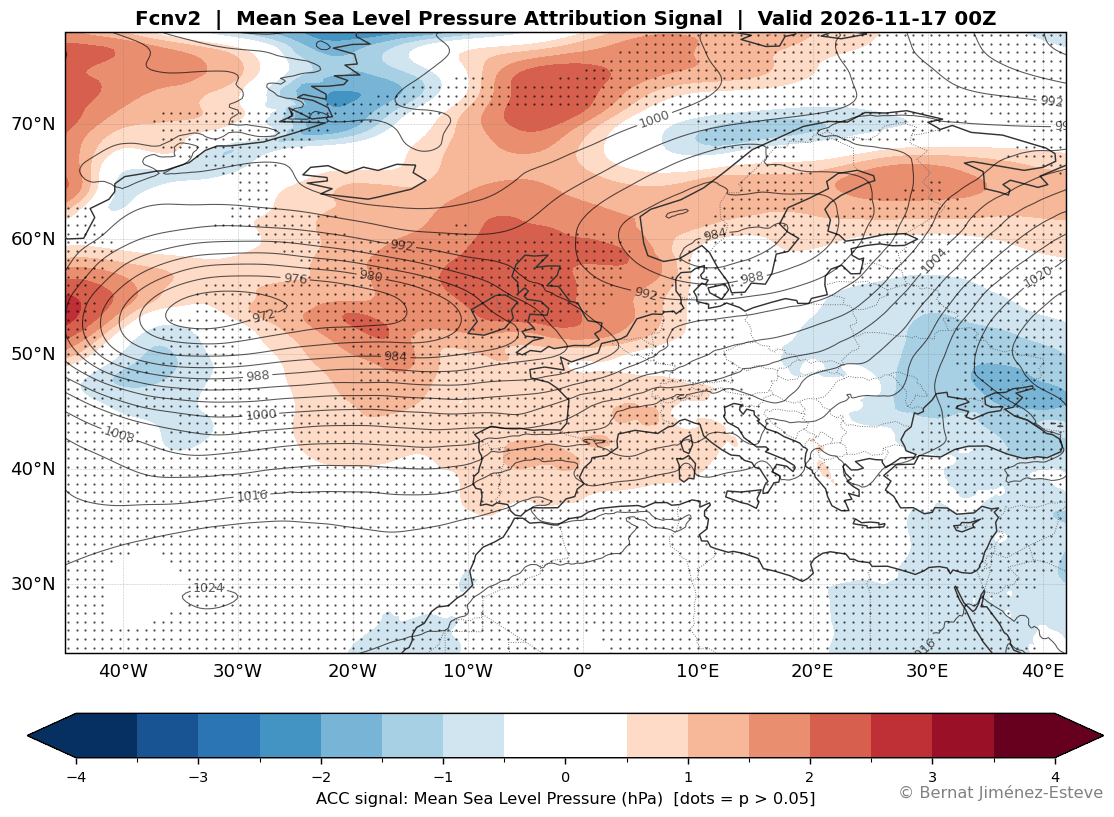 Fcnv2 | Mean Sea Level Pressure Attribution Signal | Valid 2026-11-17 00Z
70°N
60°N
50°N
40°N
30°N
1000
992
99
992
984
988
992
1004
1020
976
980
972
984
988
1000
1008
1016
1024
016
40°W
30°W
20°W
10°W
0°
10°E
20°E
30°E
40°E
−4
−3
−2
−1
0
1
2
3
4
ACC signal: Mean Sea Level Pressure (hPa) [dots = p > 0.05]
© Bernat Jiménez-Esteve